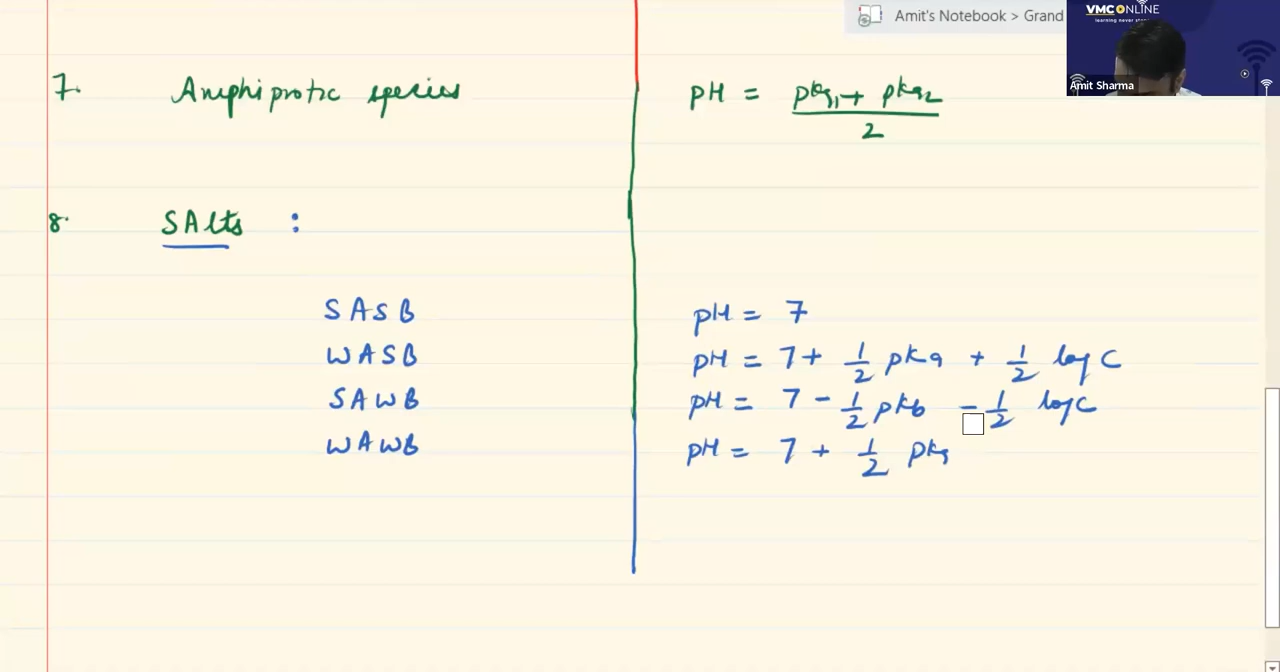 Amit's Notebook > Grand
VMC ONLINE
Amit Sharma
7. Amphiprotic species pH = pKa1 + pKa2 / 2
8. SAlts :
SASB pH = 7
WASB pH = 7 + 1/2 pKa + 1/2 log C
SAWB pH = 7 - 1/2 pKb - 1/2 log C
WAWB pH = 7 + 1/2 pKa